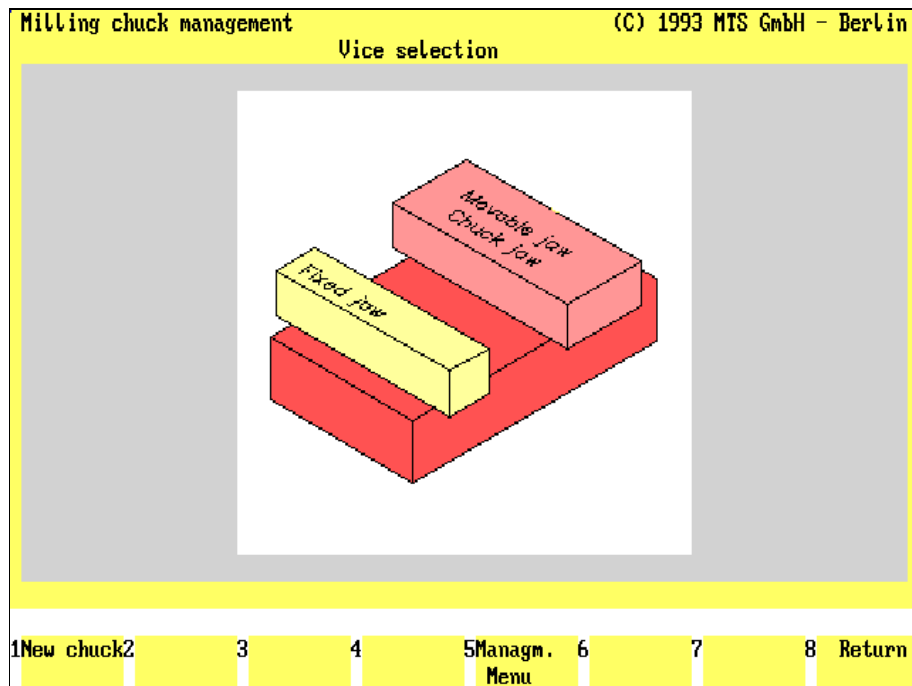 Milling chuck management (C) 1993 MTS GmbH - Berlin
Vice selection
Movable jaw
Chuck jaw
Fixed jaw
1New chuck2 3 4 5Managm. 6 7 8 Return
Menu